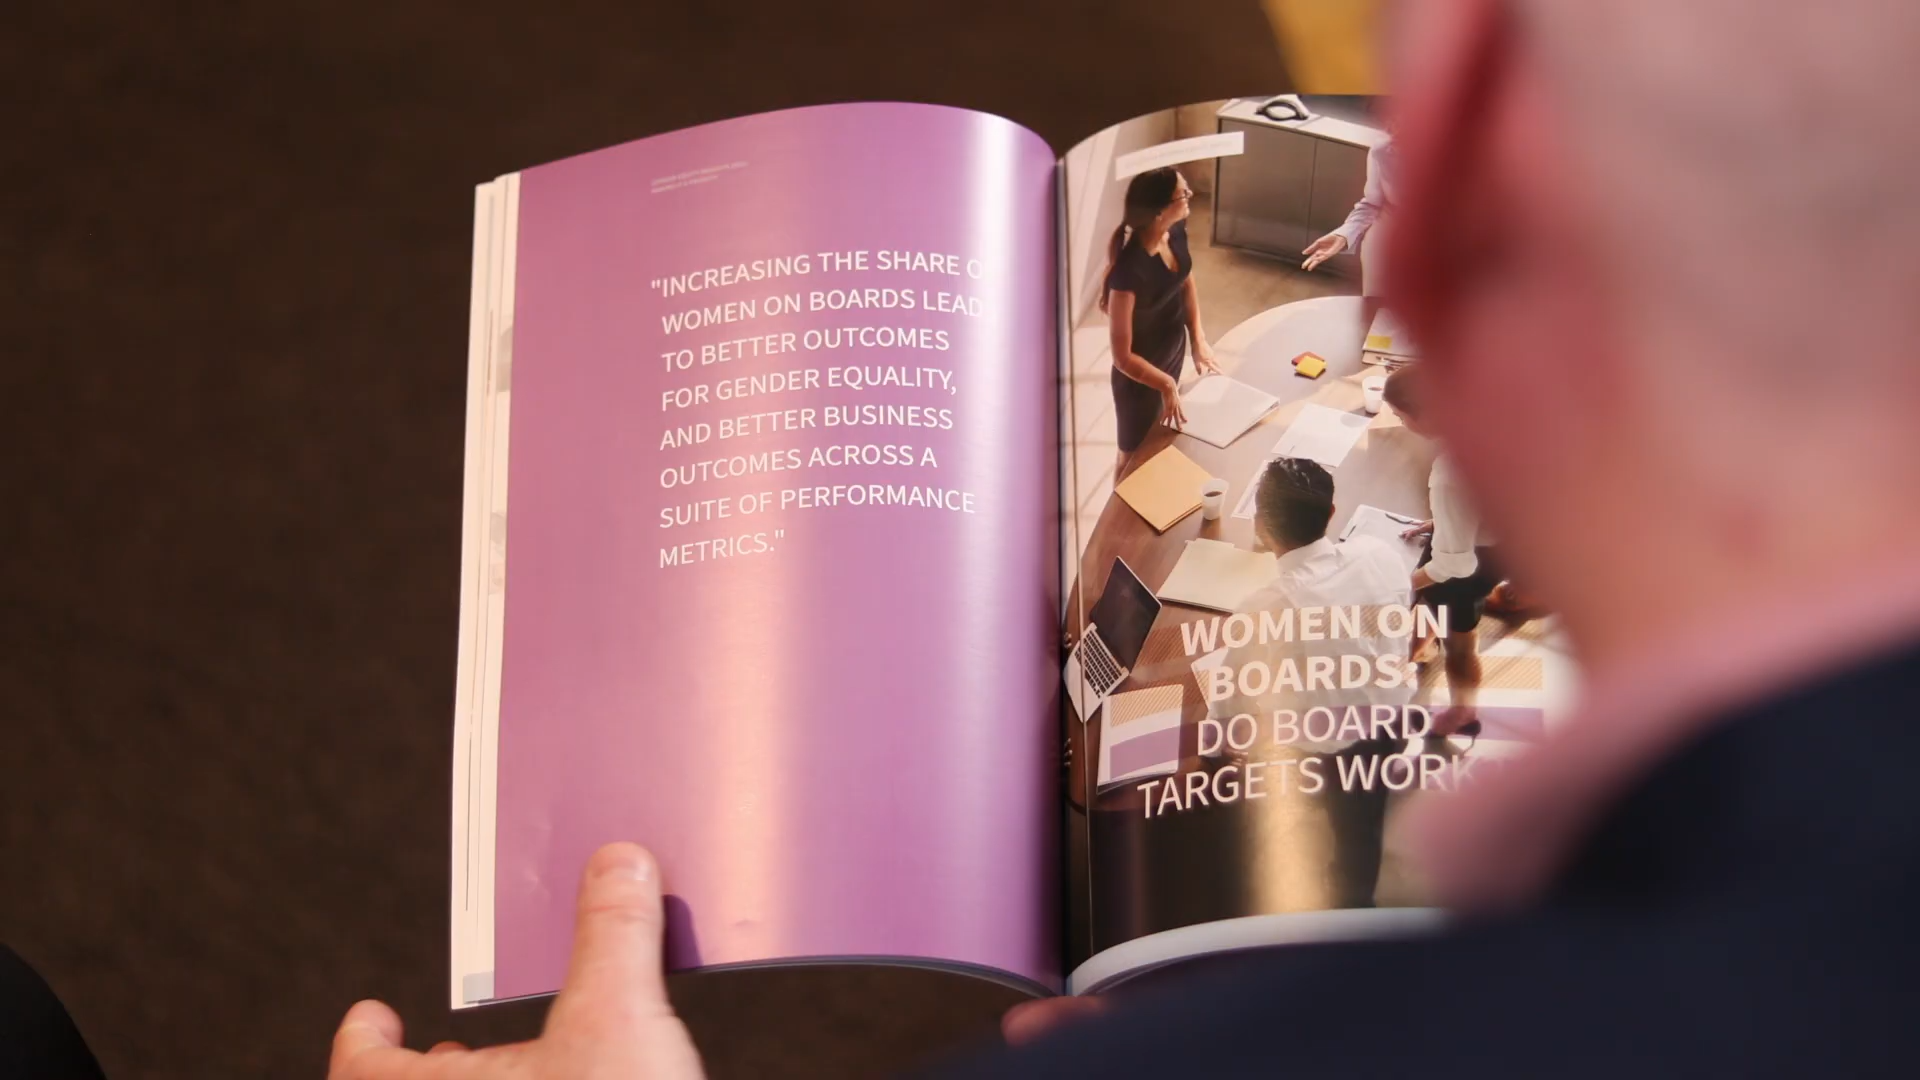 "INCREASING THE SHARE
WOMEN ON BOARDS LEAD
TO BETTER OUTCOMES
FOR GENDER EQUALITY,
AND BETTER BUSINESS
OUTCOMES ACROSS A
SUITE OF PERFORMANCE
METRICS."
WOMEN ON
BOARDS:
DO BOARD
TARGETS WORK